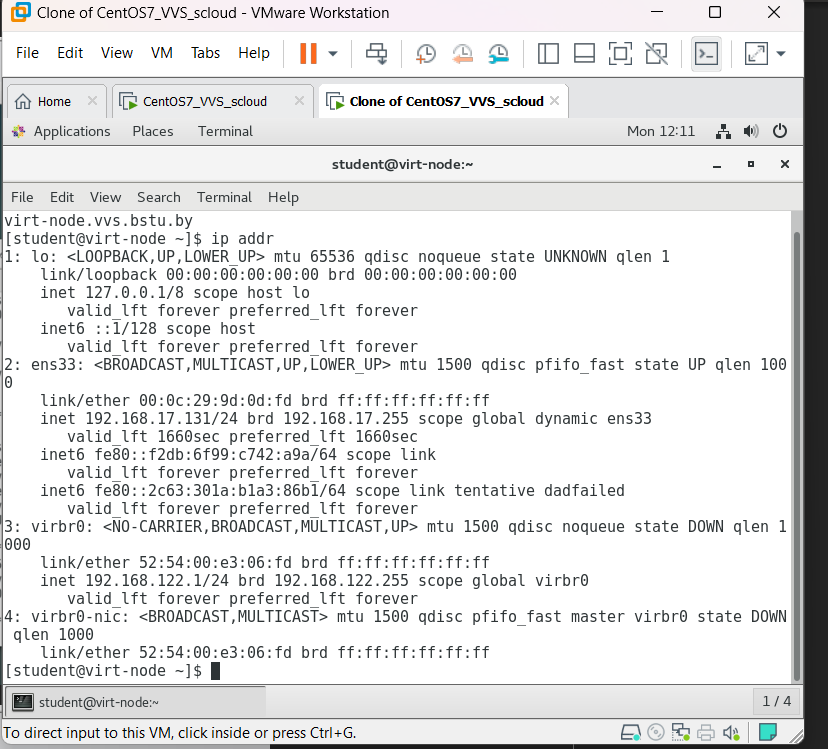 Clone of CentOS7_VVS_scloud - VMware Workstation
File Edit View VM Tabs Help
Home CentOS7_VVS_scloud Clone of CentOS7_VVS_scloud
Applications Places Terminal Mon 12:11
student@virt-node:~
File Edit View Search Terminal Help
virt-node.vvs.bstu.by
[student@virt-node ~]$ ip addr
1: lo: <LOOPBACK,UP,LOWER_UP> mtu 65536 qdisc noqueue state UNKNOWN qlen 1
    link/loopback 00:00:00:00:00:00 brd 00:00:00:00:00:00
    inet 127.0.0.1/8 scope host lo
       valid_lft forever preferred_lft forever
    inet6 ::1/128 scope host
       valid_lft forever preferred_lft forever
2: ens33: <BROADCAST,MULTICAST,UP,LOWER_UP> mtu 1500 qdisc pfifo_fast state UP qlen 100
0
    link/ether 00:0c:29:9d:0d:fd brd ff:ff:ff:ff:ff:ff
    inet 192.168.17.131/24 brd 192.168.17.255 scope global dynamic ens33
       valid_lft 1660sec preferred_lft 1660sec
    inet6 fe80::f2db:6f99:c742:a9a/64 scope link
       valid_lft forever preferred_lft forever
    inet6 fe80::2c63:301a:b1a3:86b1/64 scope link tentative dadfailed
       valid_lft forever preferred_lft forever
3: virbr0: <NO-CARRIER,BROADCAST,MULTICAST,UP> mtu 1500 qdisc noqueue state DOWN qlen 1
000
    link/ether 52:54:00:e3:06:fd brd ff:ff:ff:ff:ff:ff
    inet 192.168.122.1/24 brd 192.168.122.255 scope global virbr0
       valid_lft forever preferred_lft forever
4: virbr0-nic: <BROADCAST,MULTICAST> mtu 1500 qdisc pfifo_fast master virbr0 state DOWN
 qlen 1000
    link/ether 52:54:00:e3:06:fd brd ff:ff:ff:ff:ff:ff
[student@virt-node ~]$
student@virt-node:~ 1 / 4
To direct input to this VM, click inside or press Ctrl+G.